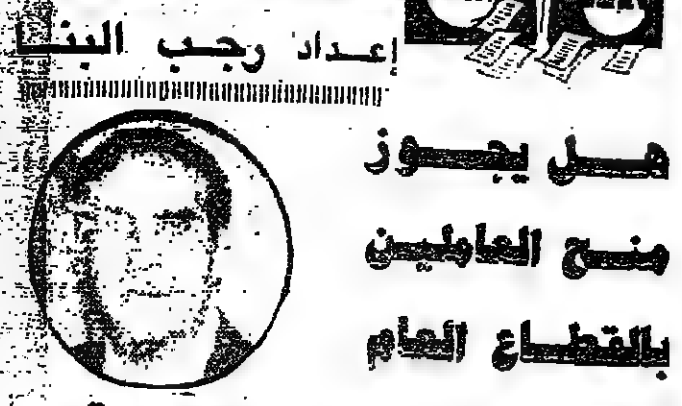 إعداد رجب البنا
هل يجوز
منح العاملين
بالقطاع العام